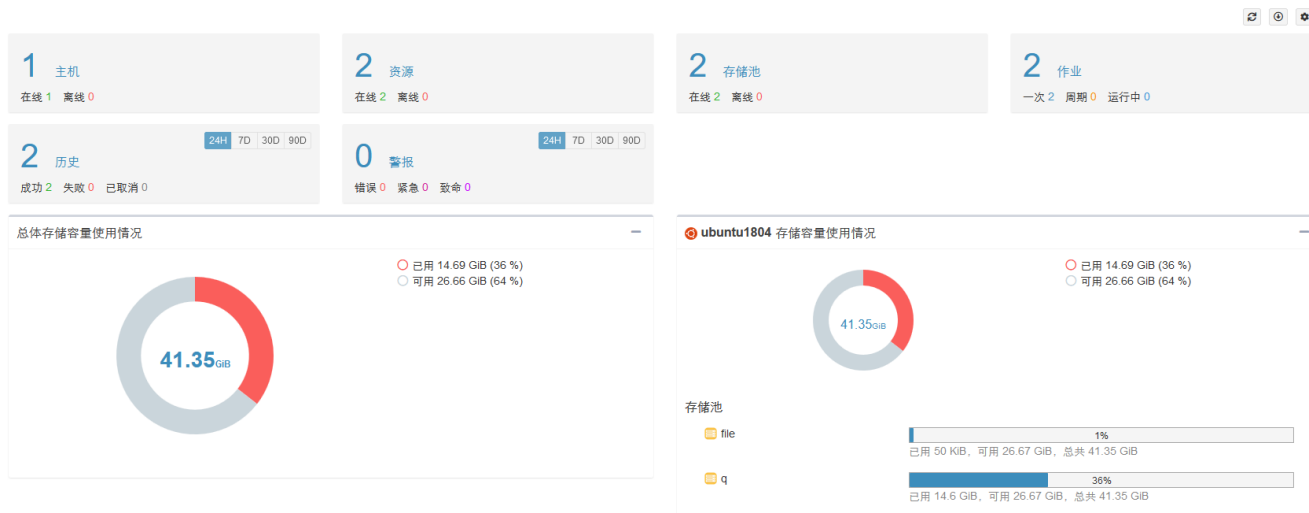 1 主机
在线 1 离线 0
2 资源
在线 2 离线 0
2 存储池
在线 2 离线 0
2 作业
一次 2 周期 0 运行中 0
24H 7D 30D 90D
2 历史
成功 2 失败 0 已取消 0
24H 7D 30D 90D
0 警报
错误 0 紧急 0 致命 0
总体存储容量使用情况
已用 14.69 GiB (36 %)
可用 26.66 GiB (64 %)
41.35GiB
ubuntu1804 存储容量使用情况
已用 14.69 GiB (36 %)
可用 26.66 GiB (64 %)
41.35GiB
存储池
file
1%
已用 50 KiB，可用 26.67 GiB，总共 41.35 GiB
q
36%
已用 14.6 GiB，可用 26.67 GiB，总共 41.35 GiB